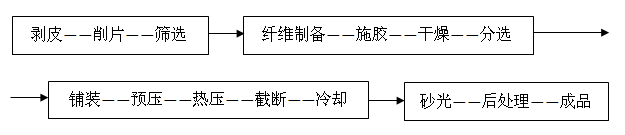 剥皮——削片——筛选 纤维制备——施胶——干燥——分选
铺装——预压——热压——截断——冷却 砂光——后处理——成品